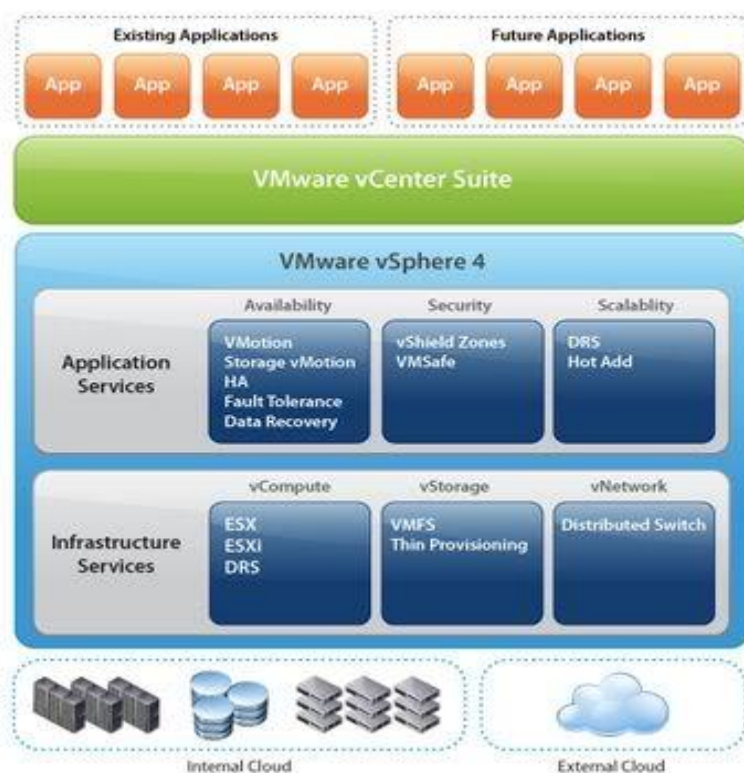 Existing Applications
Future Applications
App App App App
App App App App
VMware vCenter Suite
VMware vSphere 4
Availability
Security
Scalablity
Application
Services
VMotion
Storage vMotion
HA
Fault Tolerance
Data Recovery
vShield Zones
VMSafe
DRS
Hot Add
vCompute
vStorage
vNetwork
Infrastructure
Services
ESX
ESXi
DRS
VMFS
Thin Provisioning
Distributed Switch
Internal Cloud
External Cloud